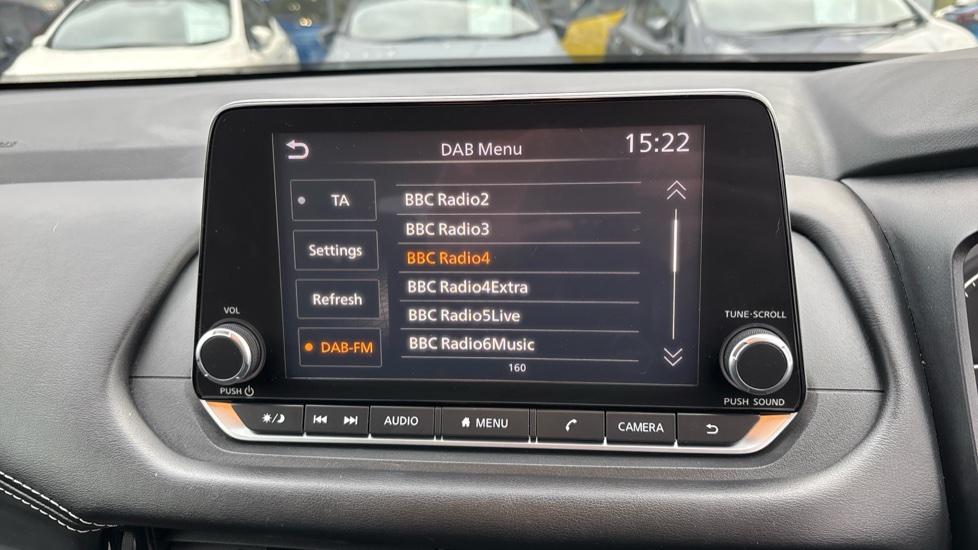 DAB Menu
15:22
TA
Settings
Refresh
DAB-FM
BBC Radio2
BBC Radio3
BBC Radio4
BBC Radio4Extra
BBC Radio5Live
BBC Radio6Music
160
VOL
PUSH
TUNE·SCROLL
PUSH SOUND
AUDIO
MENU
CAMERA